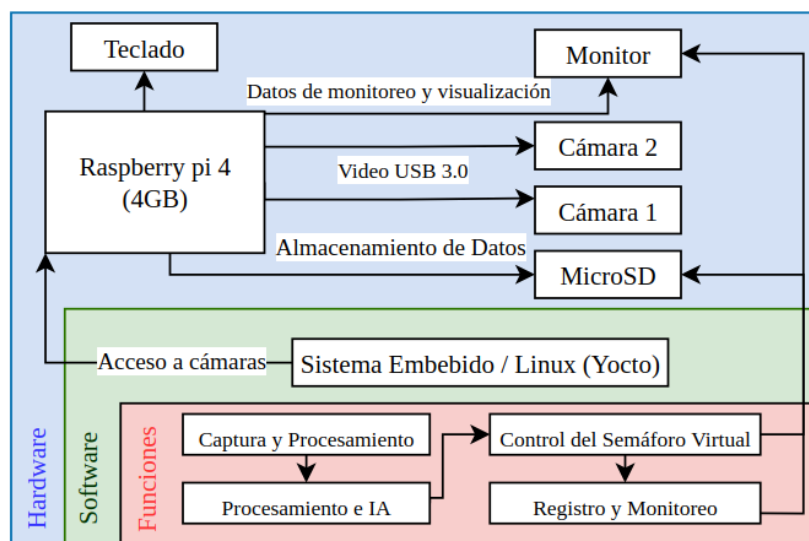 Teclado
Monitor
Datos de monitoreo y visualización
Raspberry pi 4
(4GB)
Cámara 2
Video USB 3.0
Cámara 1
Almacenamiento de Datos
MicroSD
Acceso a cámaras
Sistema Embebido / Linux (Yocto)
Hardware
Software
Funciones
Captura y Procesamiento
Control del Semáforo Virtual
Procesamiento e IA
Registro y Monitoreo